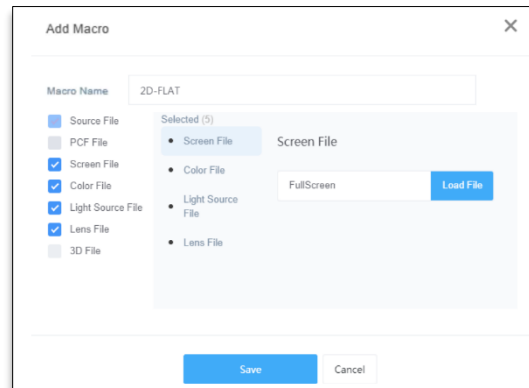 Add Macro
Macro Name
2D-FLAT
Source File
PCF File
Screen File
Color File
Light Source File
Lens File
3D File
Selected (5)
Screen File
Color File
Light Source
File
Lens File
Screen File
FullScreen
Load File
Save
Cancel